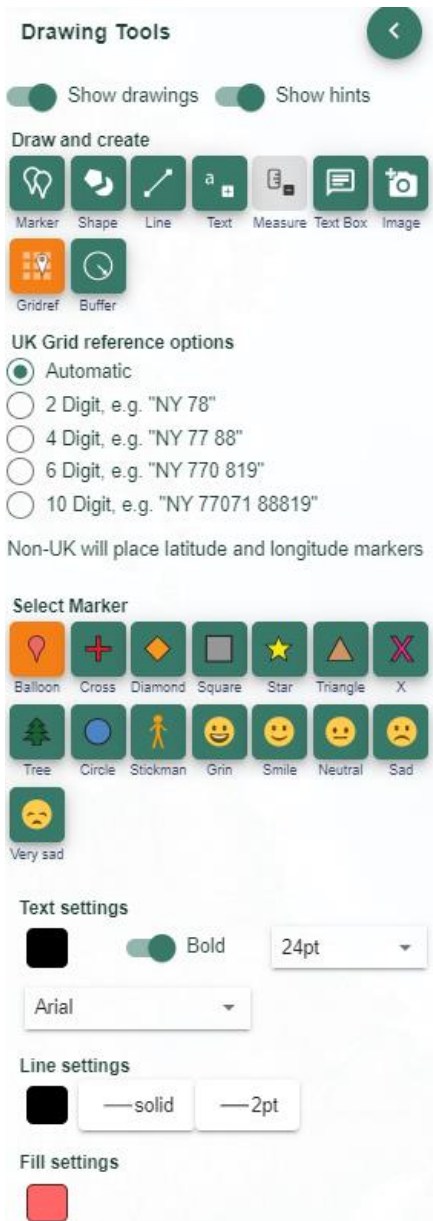 Drawing Tools
Show drawings Show hints
Draw and create
a
Marker Shape Line Text Measure Text Box Image
Gridref Buffer
UK Grid reference options
Automatic
2 Digit, e.g. "NY 78"
4 Digit, e.g. "NY 77 88"
6 Digit, e.g. "NY 770 819"
10 Digit, e.g. "NY 77071 88819"
Non-UK will place latitude and longitude markers
Select Marker
Balloon Cross Diamond Square Star Triangle X
Tree Circle Stickman Grin Smile Neutral Sad
Very sad
Text settings
Bold 24pt
Arial
Line settings
solid 2pt
Fill settings